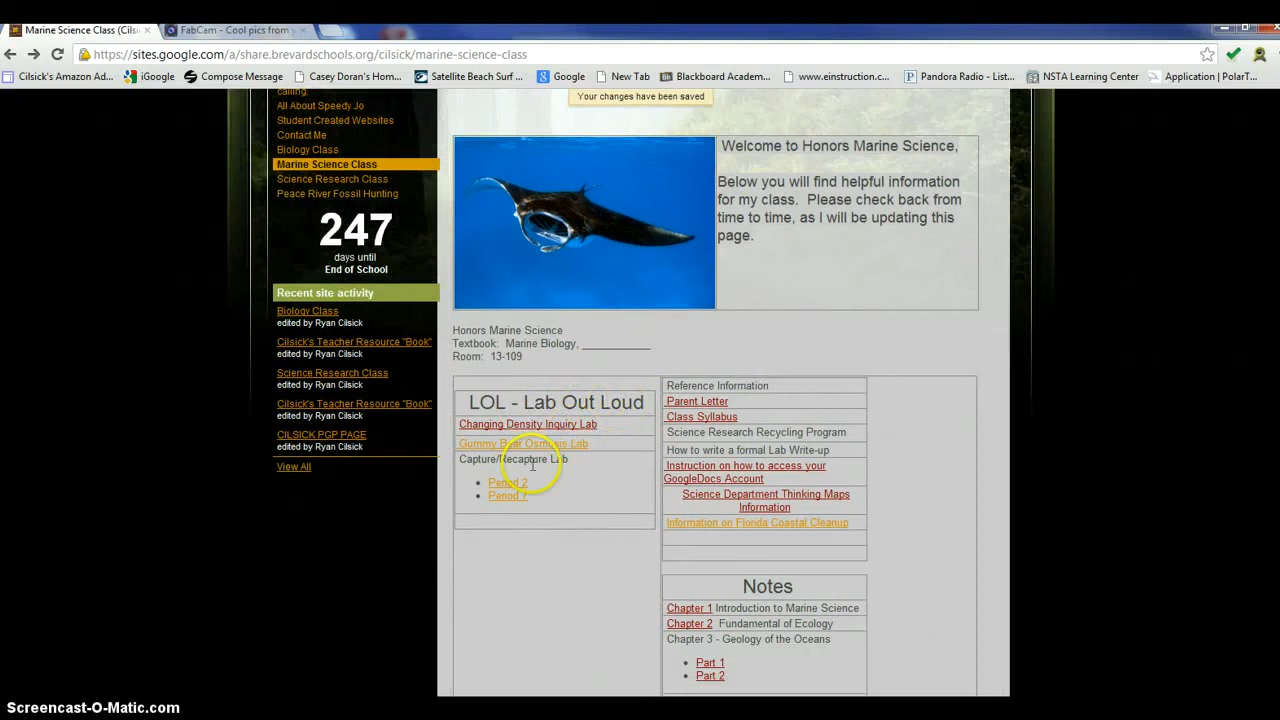 Marine Science Class (Cils
FabCam - Cool pics from y
https://sites.google.com/a/share.brevardschools.org/cilsick/marine-science-class
Cilsick's Amazon Ad...
iGoogle
Compose Message
Casey Doran's Hom...
Satellite Beach Surf ...
Google
New Tab
Blackboard Academ...
www.einstruction.c...
Pandora Radio - List...
NSTA Learning Center
Application | PolarT...
Your changes have been saved
calling.
All About Speedy Jo
Student Created Websites
Contact Me
Biology Class
Marine Science Class
Science Research Class
Peace River Fossil Hunting
247
days until
End of School
Recent site activity
Biology Class
edited by Ryan Cilsick
Cilsick's Teacher Resource "Book"
edited by Ryan Cilsick
Science Research Class
edited by Ryan Cilsick
Cilsick's Teacher Resource "Book"
edited by Ryan Cilsick
CILSICK PGP PAGE
edited by Ryan Cilsick
View All
Welcome to Honors Marine Science,
Below you will find helpful information
for my class. Please check back from
time to time, as I will be updating this
page.
Honors Marine Science
Textbook: Marine Biology, ____________
Room: 13-109
LOL - Lab Out Loud
Changing Density Inquiry Lab
Gummy Bear Osmosis Lab
Capture/Recapture Lab
• Period 2
• Period 7
Reference Information
Parent Letter
Class Syllabus
Science Research Recycling Program
How to write a formal Lab Write-up
Instruction on how to access your
GoogleDocs Account
Science Department Thinking Maps
Information
Information on Florida Coastal Cleanup
Notes
Chapter 1 Introduction to Marine Science
Chapter 2 Fundamental of Ecology
Chapter 3 - Geology of the Oceans
• Part 1
• Part 2
Screencast-O-Matic.com